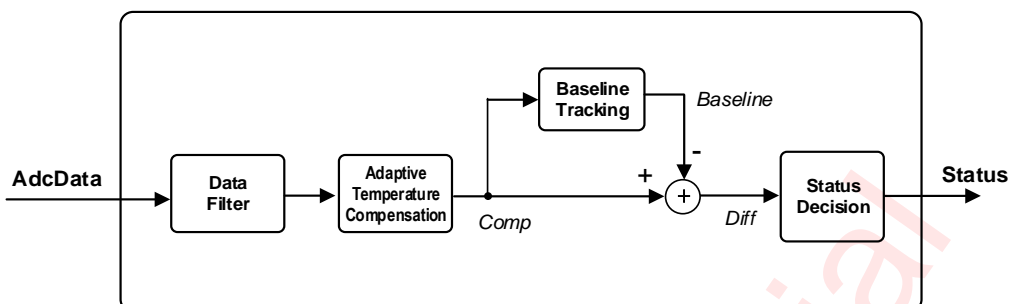 Baseline
Tracking
Baseline
-
AdcData
Data
Filter
Adaptive
Temperature
Compensation
Comp
+
+
Diff
Status
Decision
Status